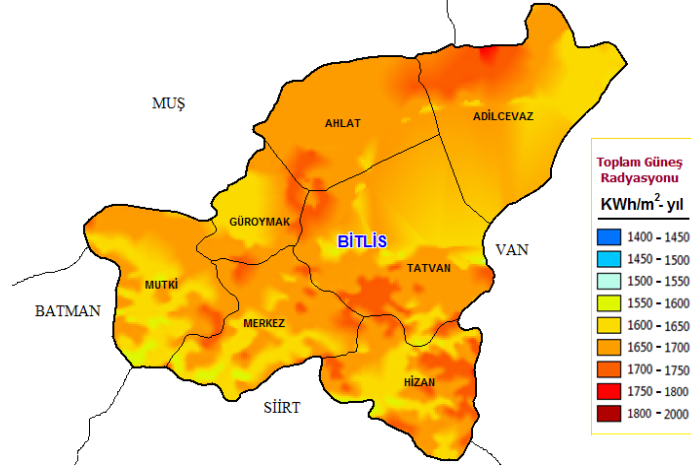 MUŞ
AHLAT
ADİLCEVAZ
GÜROYMAK
BİTLİS
VAN
TATVAN
MUTKİ
BATMAN
MERKEZ
HİZAN
SİİRT
Toplam Güneş
Radyasyonu
KWh/m²- yıl
1400 - 1450
1450 - 1500
1500 - 1550
1550 - 1600
1600 - 1650
1650 - 1700
1700 - 1750
1750 - 1800
1800 - 2000